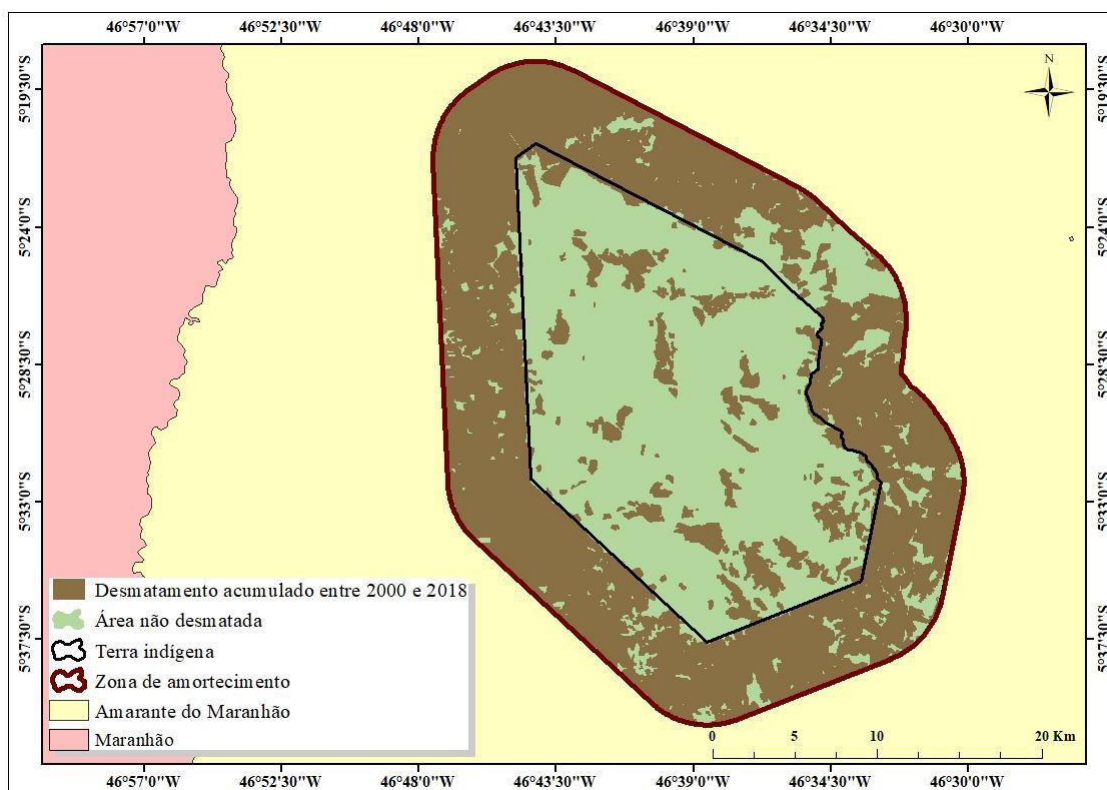 46°57'0"W 46°52'30"W 46°48'0"W 46°43'30"W 46°39'0"W 46°34'30"W 46°30'0"W
N
5°19'30"S 5°19'30"S
5°24'0"S 5°24'0"S
5°28'30"S 5°28'30"S
5°33'0"S 5°33'0"S
5°37'30"S 5°37'30"S
Desmatamento acumulado entre 2000 e 2018
Área não desmatada
Terra indígena
Zona de amortecimento
Amarante do Maranhão
Maranhão
0 5 10 20 Km
46°57'0"W 46°52'30"W 46°48'0"W 46°43'30"W 46°39'0"W 46°34'30"W 46°30'0"W